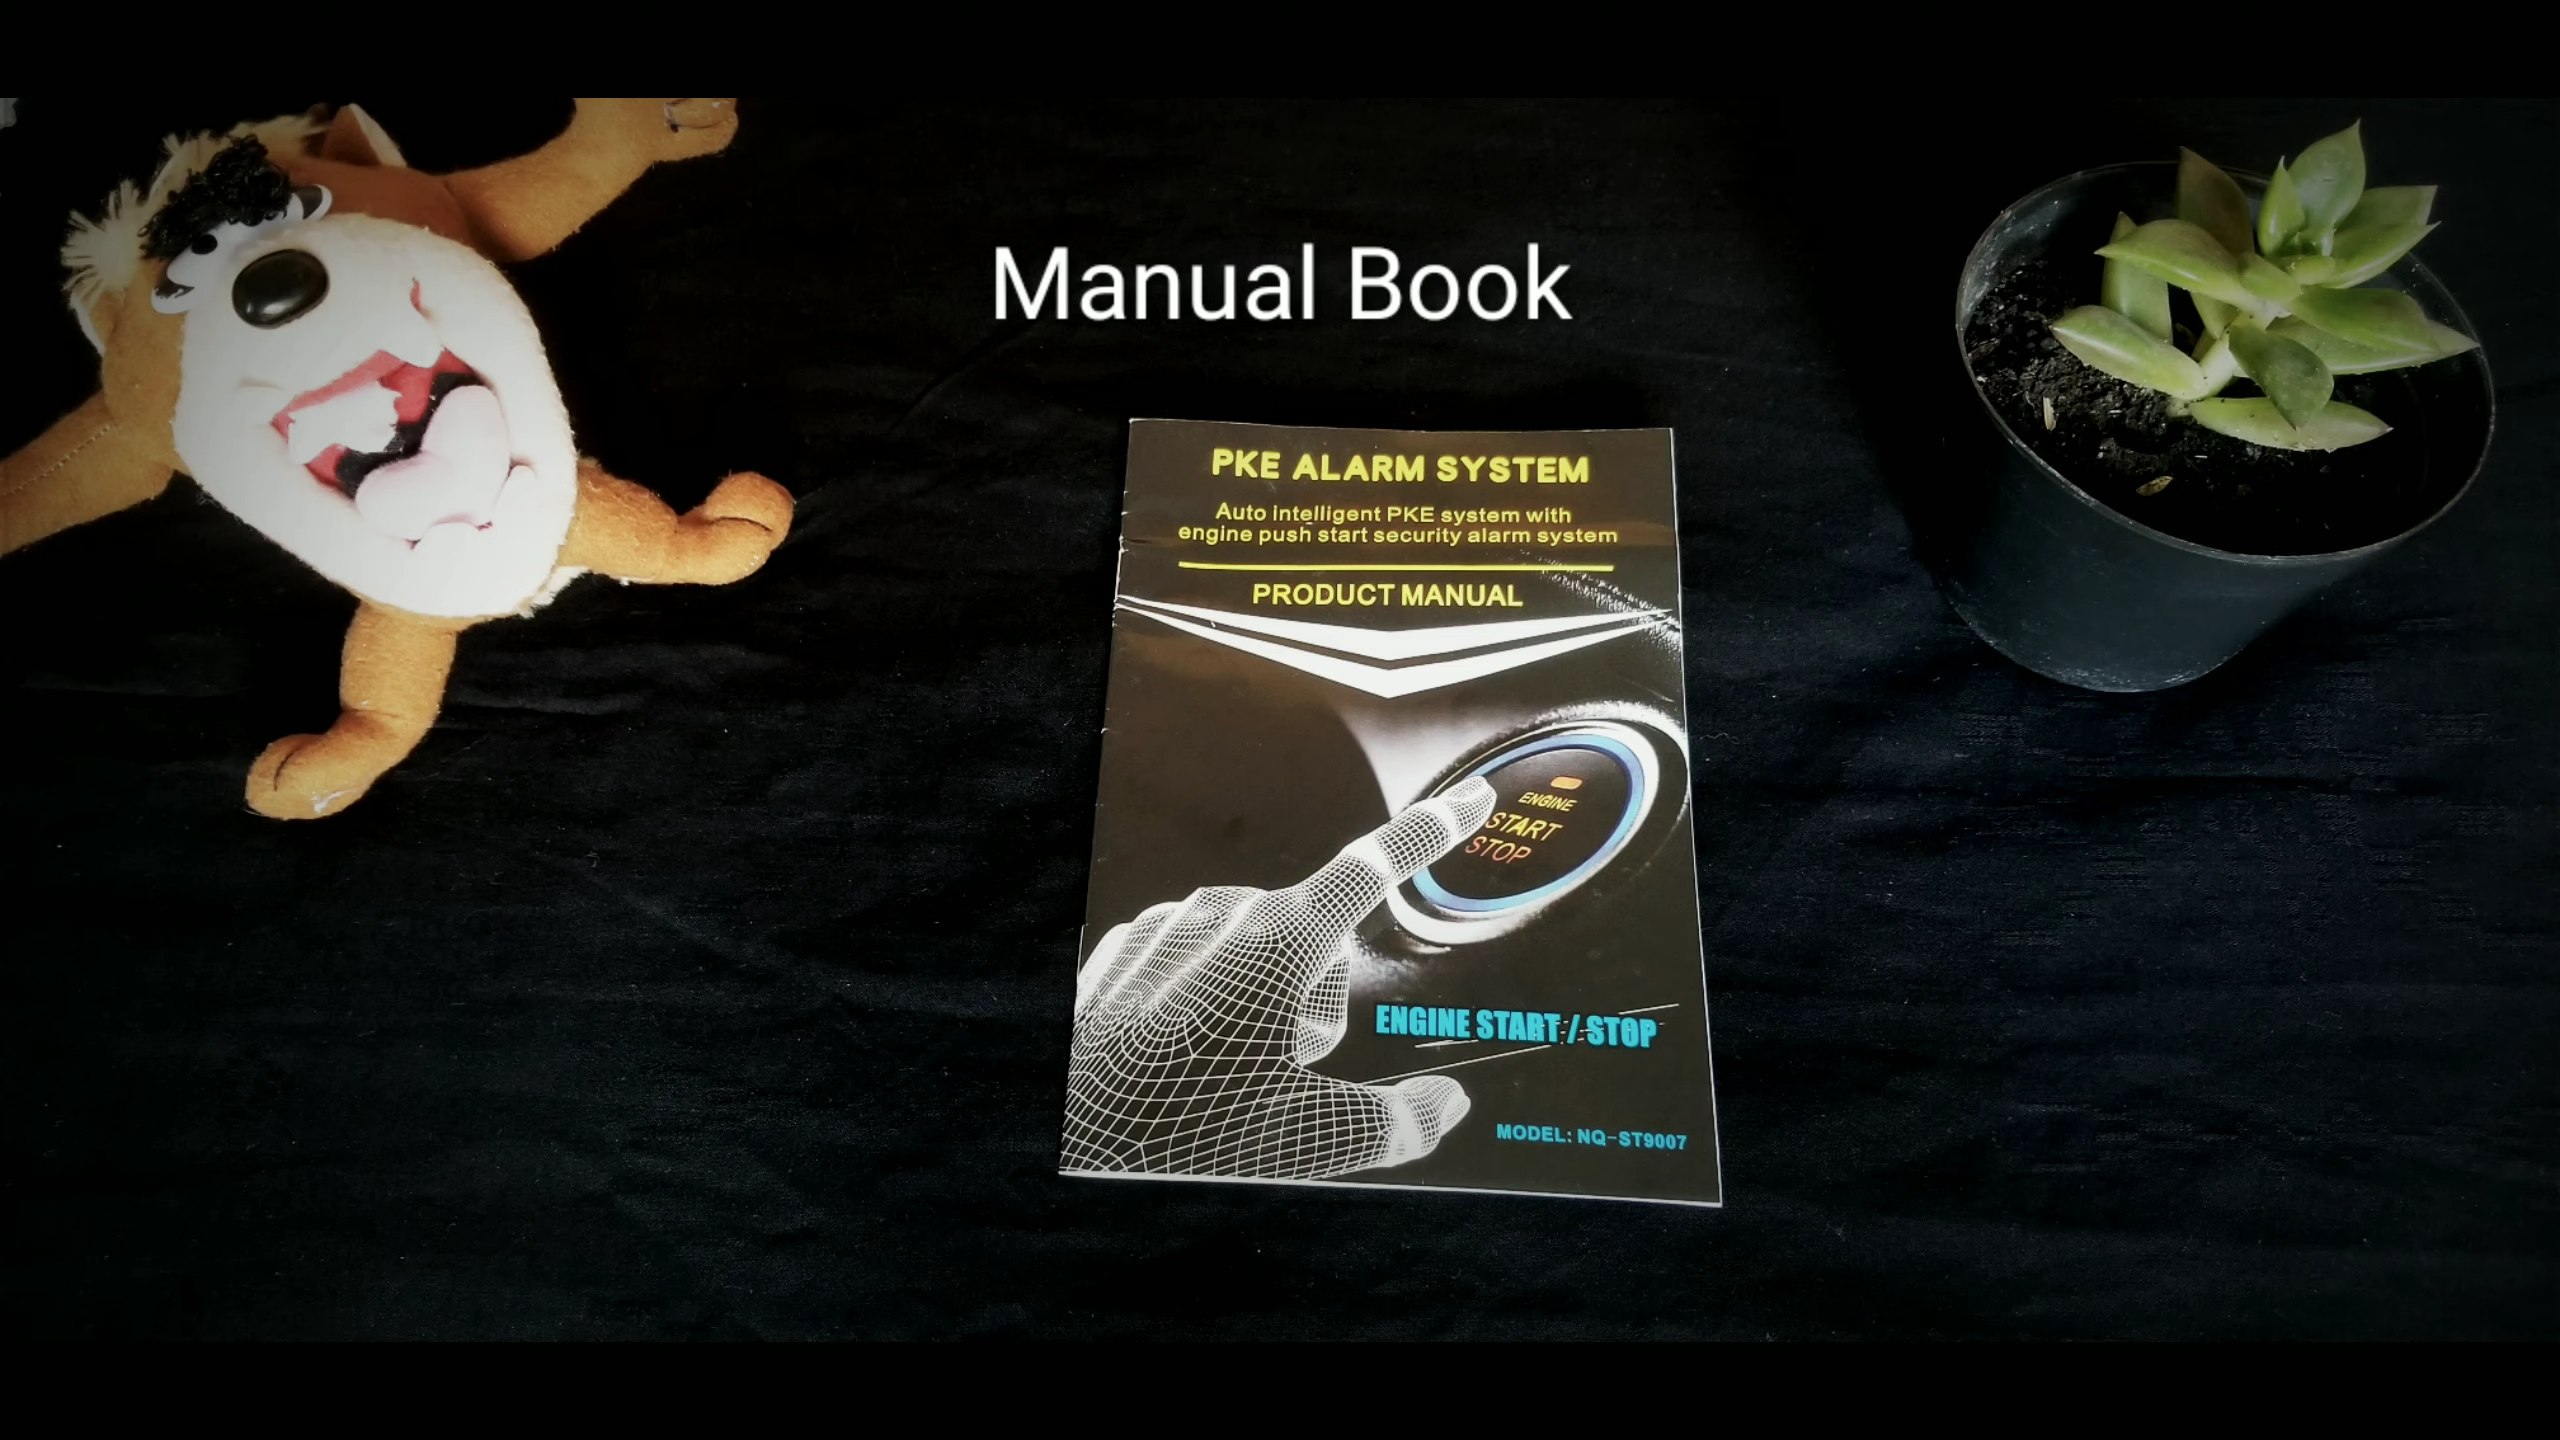 Manual Book
PKE ALARM SYSTEM
Auto intelligent PKE system with
engine push start security alarm system
PRODUCT MANUAL
ENGINE
START
STOP
ENGINE START / STOP
MODEL: NQ-ST9007